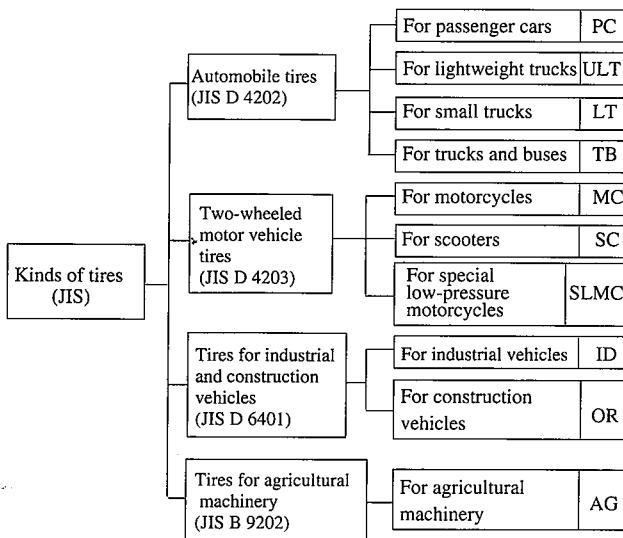 Kinds of tires
(JIS)
Automobile tires
(JIS D 4202)
For passenger cars PC
For lightweight trucks ULT
For small trucks LT
For trucks and buses TB
Two-wheeled
motor vehicle
tires
(JIS D 4203)
For motorcycles MC
For scooters SC
For special
low-pressure
motorcycles SLMC
Tires for industrial
and construction
vehicles
(JIS D 6401)
For industrial vehicles ID
For construction
vehicles OR
Tires for agricultural
machinery
(JIS B 9202)
For agricultural
machinery AG